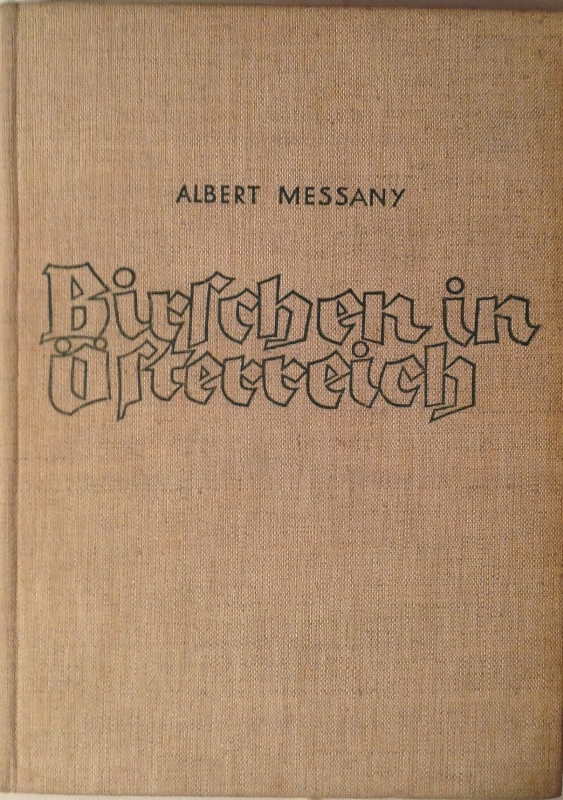 ALBERT MESSANY
Birſchen in
Öſterreich